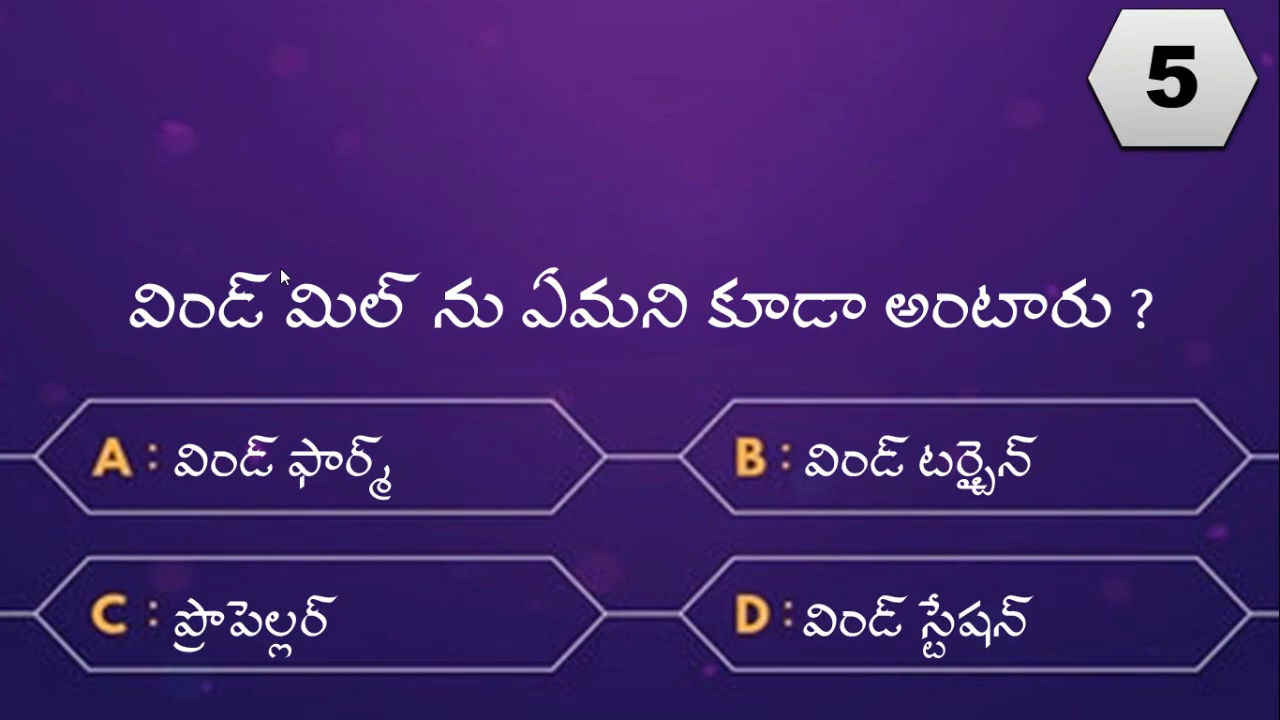 5
విండ్ మిల్ ను ఏమని కూడా అంటారు ?
A : విండ్ ఫార్మ్
B : విండ్ టర్బైన్
C : ప్రొపెల్లర్
D : విండ్ స్టేషన్